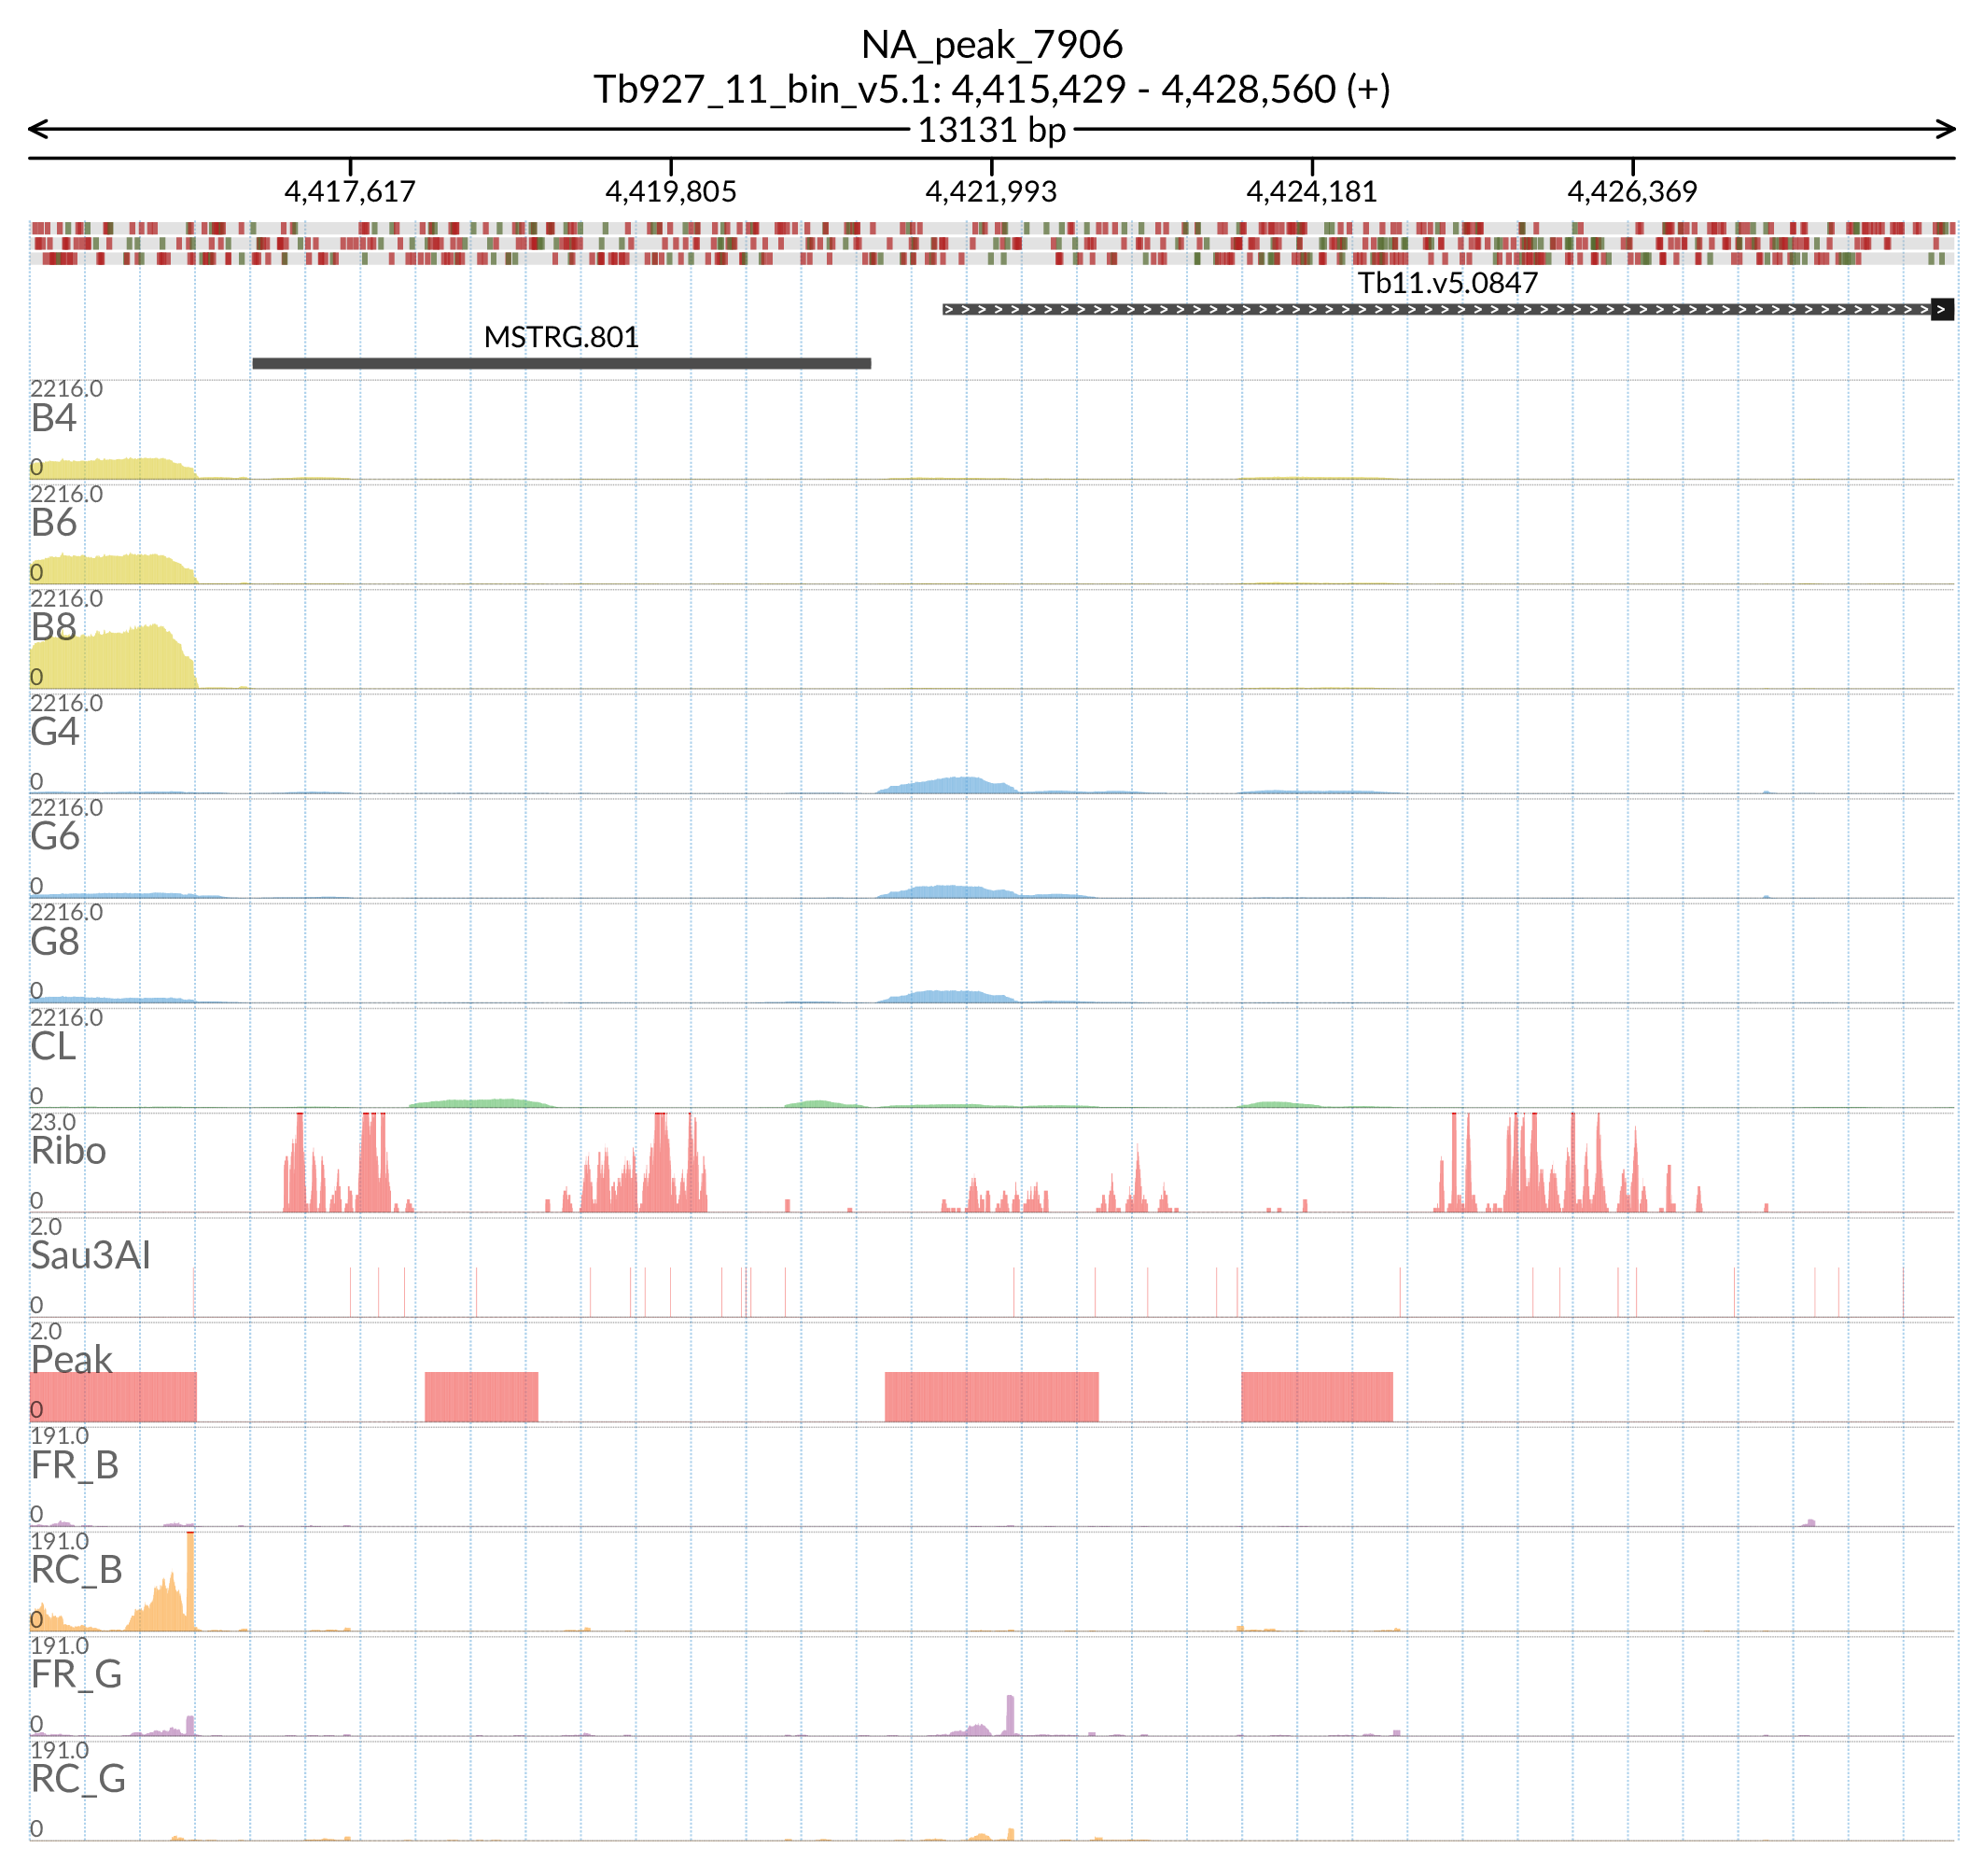 NA_peak_7906
Tb927_11_bin_v5.1: 4,415,429 - 4,428,560 (+)
13131 bp
4,417,617 4,419,805 4,421,993 4,424,181 4,426,369
Tb11.v5.0847
MSTRG.801
2216.0
B4
0
2216.0
B6
0
2216.0
B8
0
2216.0
G4
0
2216.0
G6
0
2216.0
G8
0
2216.0
CL
0
23.0
Ribo
0
2.0
Sau3AI
0
2.0
Peak
0
191.0
FR_B
0
191.0
RC_B
0
191.0
FR_G
0
191.0
RC_G
0